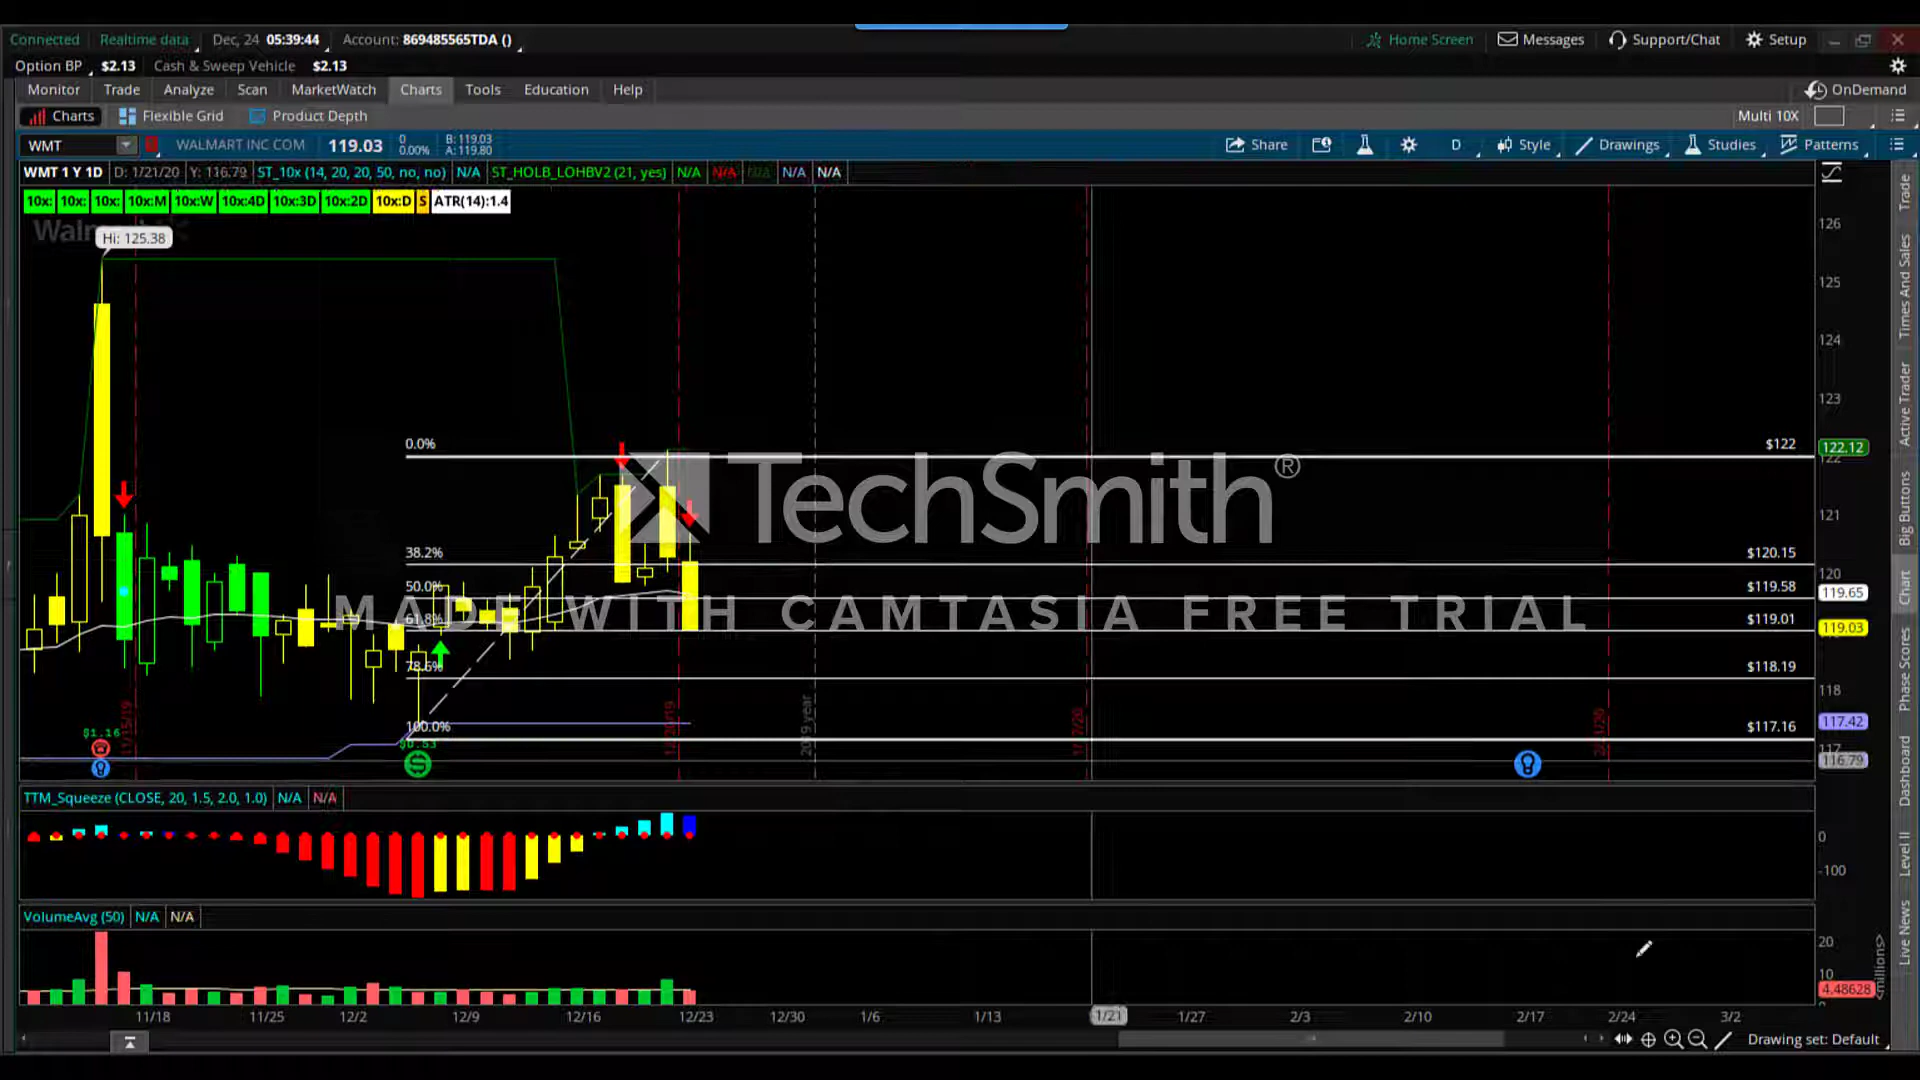 Connected Realtime data Dec, 24 05:39:44 Account: 869485565TDA () Home Screen Messages Support/Chat Setup
Option BP $2.13 Cash & Sweep Vehicle $2.13
Monitor Trade Analyze Scan MarketWatch Charts Tools Education Help OnDemand
Charts Flexible Grid Product Depth Multi 10X
WMT WALMART INC COM 119.03 0 0.00% B: 119.03 A: 119.80 Share D Style Drawings Studies Patterns
WMT 1 Y 1D D: 1/21/20 Y: 116.79 ST_10x (14, 20, 20, 50, no, no) N/A ST_HOLB_LOHBV2 (21, yes) N/A N/A N/A N/A N/A
10x: 10x: 10x: 10x:M 10x:W 10x:4D 10x:3D 10x:2D 10x:D S ATR(14):1.4
Hi: 125.38
126
125
124
123
0.0% $122 122.12
122
TechSmith®
121
38.2% $120.15
120
50.0% $119.58 119.65
MADE WITH CAMTASIA FREE TRIAL
61.8% $119.01 119.03
78.6% $118.19
118
100.0% $117.16 117.42
117
116.79
$1.16 11/15/19 $0.53 2019 year
TTM_Squeeze (CLOSE, 20, 1.5, 2.0, 1.0) N/A N/A
0
-100
VolumeAvg (50) N/A N/A
20
10
4.48628
<millions>
11/18 11/25 12/2 12/9 12/16 12/23 12/30 1/6 1/13 1/21 1/27 2/3 2/10 2/17 2/24 3/2
Drawing set: Default
Trade
Times And Sales
Active Trader
Big Buttons
Chart
Phase Scores
Dashboard
Level II
Live News